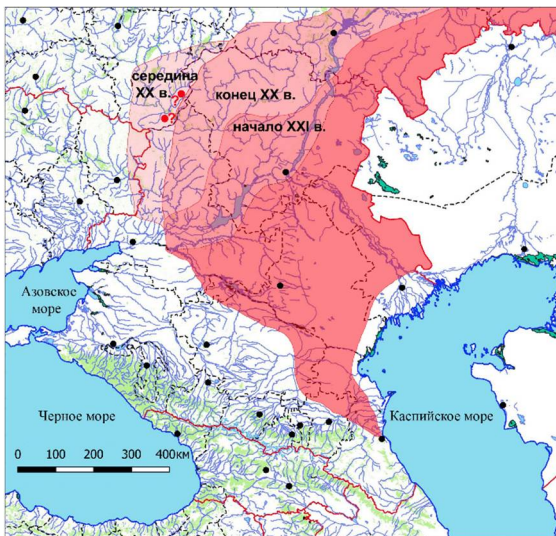 середина
XX в.
?
?
конец XX в.
начало XXI в.
Азовское
море
Черное море
Каспийское море
0 100 200 300 400км